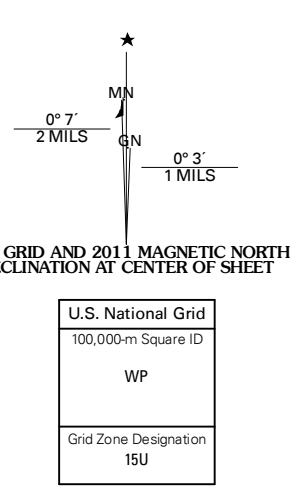 ★
MN
0° 7´
2 MILS
GN
0° 3´
1 MILS
GRID AND 2011 MAGNETIC NORTH
CLINATION AT CENTER OF SHEET
U.S. National Grid
100,000-m Square ID
WP
Grid Zone Designation
15U